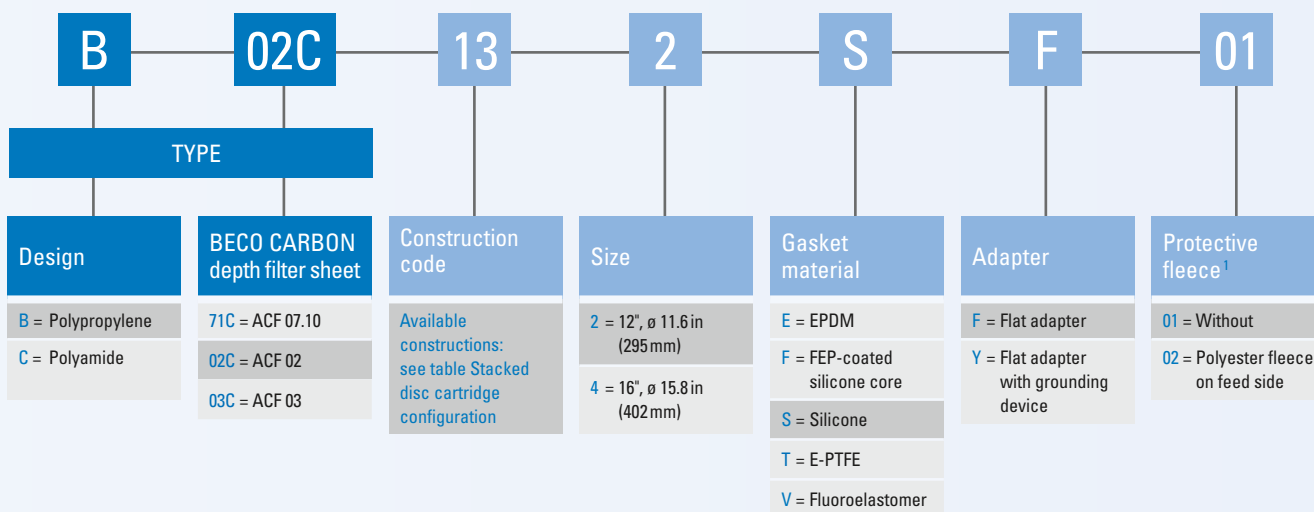 B
02C
13
2
S
F
01
TYPE
Design
B = Polypropylene
C = Polyamide
BECO CARBON
depth filter sheet
71C = ACF 07.10
02C = ACF 02
03C = ACF 03
Construction
code
Available
constructions:
see table Stacked
disc cartridge
configuration
Size
2 = 12", ø 11.6 in
(295 mm)
4 = 16", ø 15.8 in
(402 mm)
Gasket
material
E = EPDM
F = FEP-coated
silicone core
S = Silicone
T = E-PTFE
V = Fluoroelastomer
Adapter
F = Flat adapter
Y = Flat adapter
with grounding
device
Protective
fleece¹
01 = Without
02 = Polyester fleece
on feed side